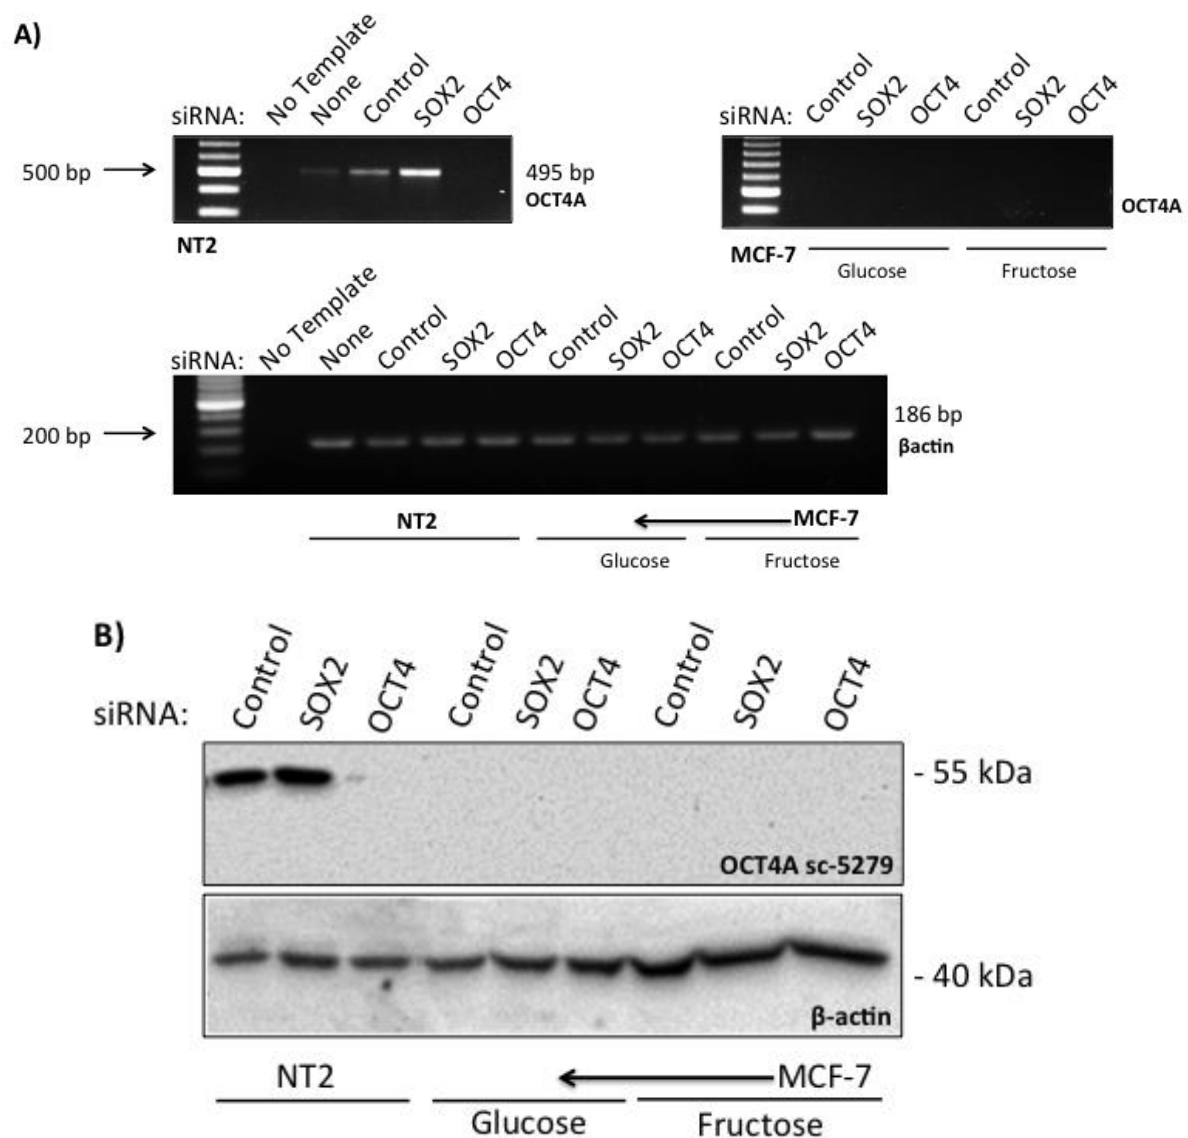 A)
siRNA: No Template None Control SOX2 OCT4
500 bp
495 bp
OCT4A
NT2
siRNA: Control SOX2 OCT4 Control SOX2 OCT4
OCT4A
MCF-7
Glucose Fructose
siRNA: No Template None Control SOX2 OCT4 Control SOX2 OCT4 Control SOX2 OCT4
200 bp
186 bp
βactin
NT2 MCF-7
Glucose Fructose
B)
siRNA: Control SOX2 OCT4 Control SOX2 OCT4 Control SOX2 OCT4
- 55 kDa
OCT4A sc-5279
- 40 kDa
β-actin
NT2 MCF-7
Glucose Fructose